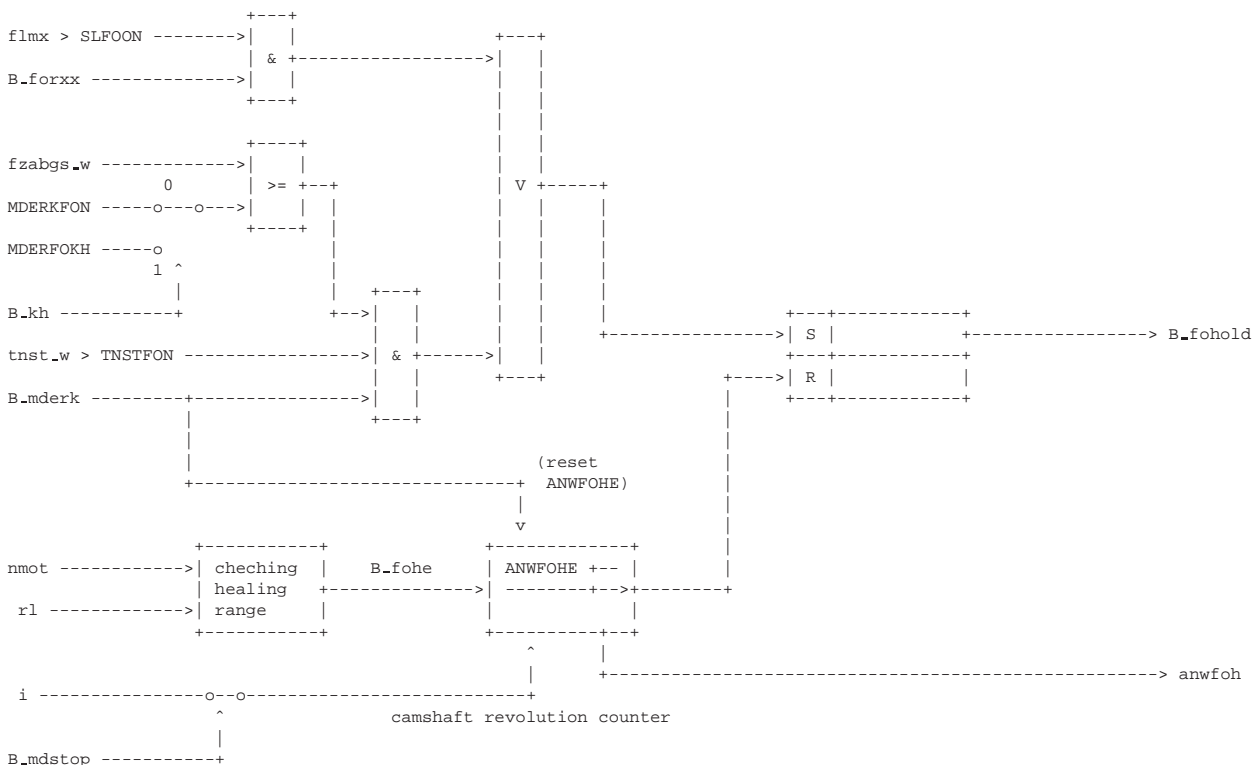 flmx > SLFOON
&
B_forxx
fzabgs_w
0
>=
V
MDERKFON
MDERFOKH
1
B_kh
S
B_fohold
tnst_w > TNSTFON
&
R
B_mderk
(reset
ANWFOHE)
nmot
cheching
B_fohe
ANWFOHE
healing
rl
range
anwfoh
i
camshaft revolution counter
B_mdstop